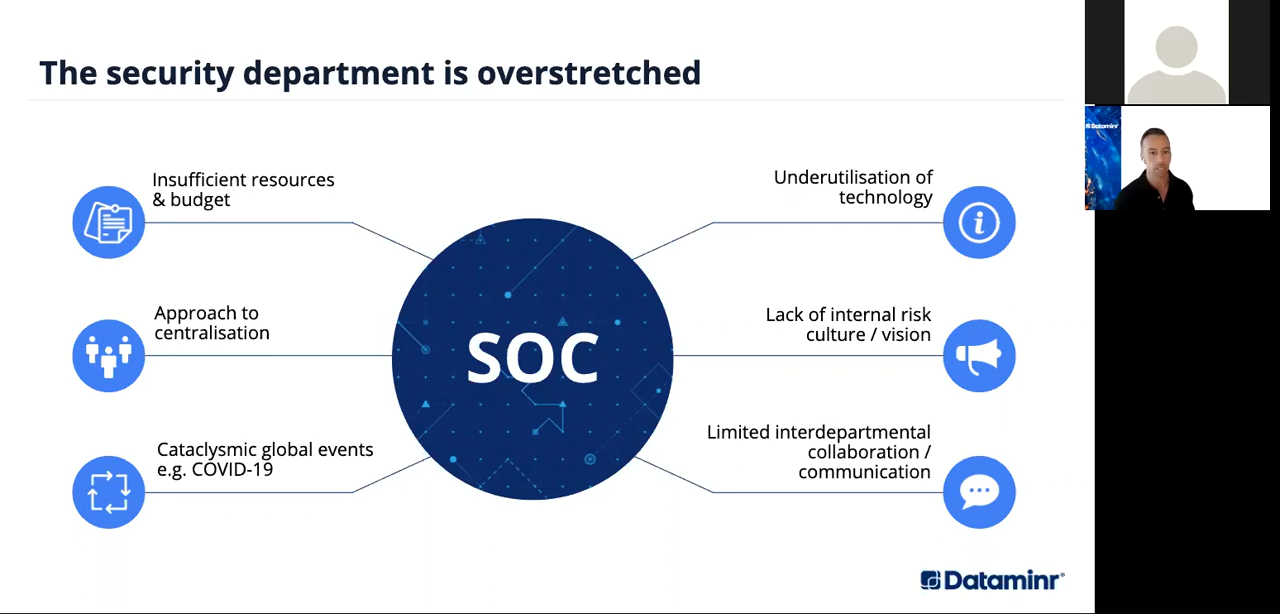 The security department is overstretched
Insufficient resources
& budget
Underutilisation of
technology
Approach to
centralisation
SOC
Lack of internal risk
culture / vision
Cataclysmic global events
e.g. COVID-19
Limited interdepartmental
collaboration /
communication
Dataminr
Dataminr